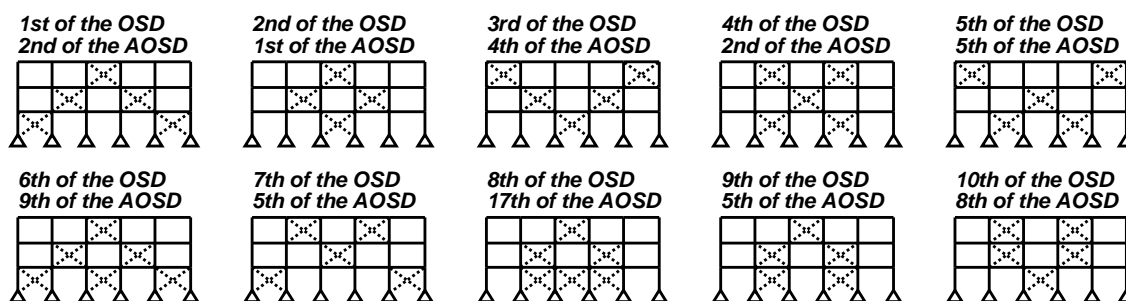 1st of the OSD
2nd of the AOSD
2nd of the OSD
1st of the AOSD
3rd of the OSD
4th of the AOSD
4th of the OSD
2nd of the AOSD
5th of the OSD
5th of the AOSD
6th of the OSD
9th of the AOSD
7th of the OSD
5th of the AOSD
8th of the OSD
17th of the AOSD
9th of the OSD
5th of the AOSD
10th of the OSD
8th of the AOSD